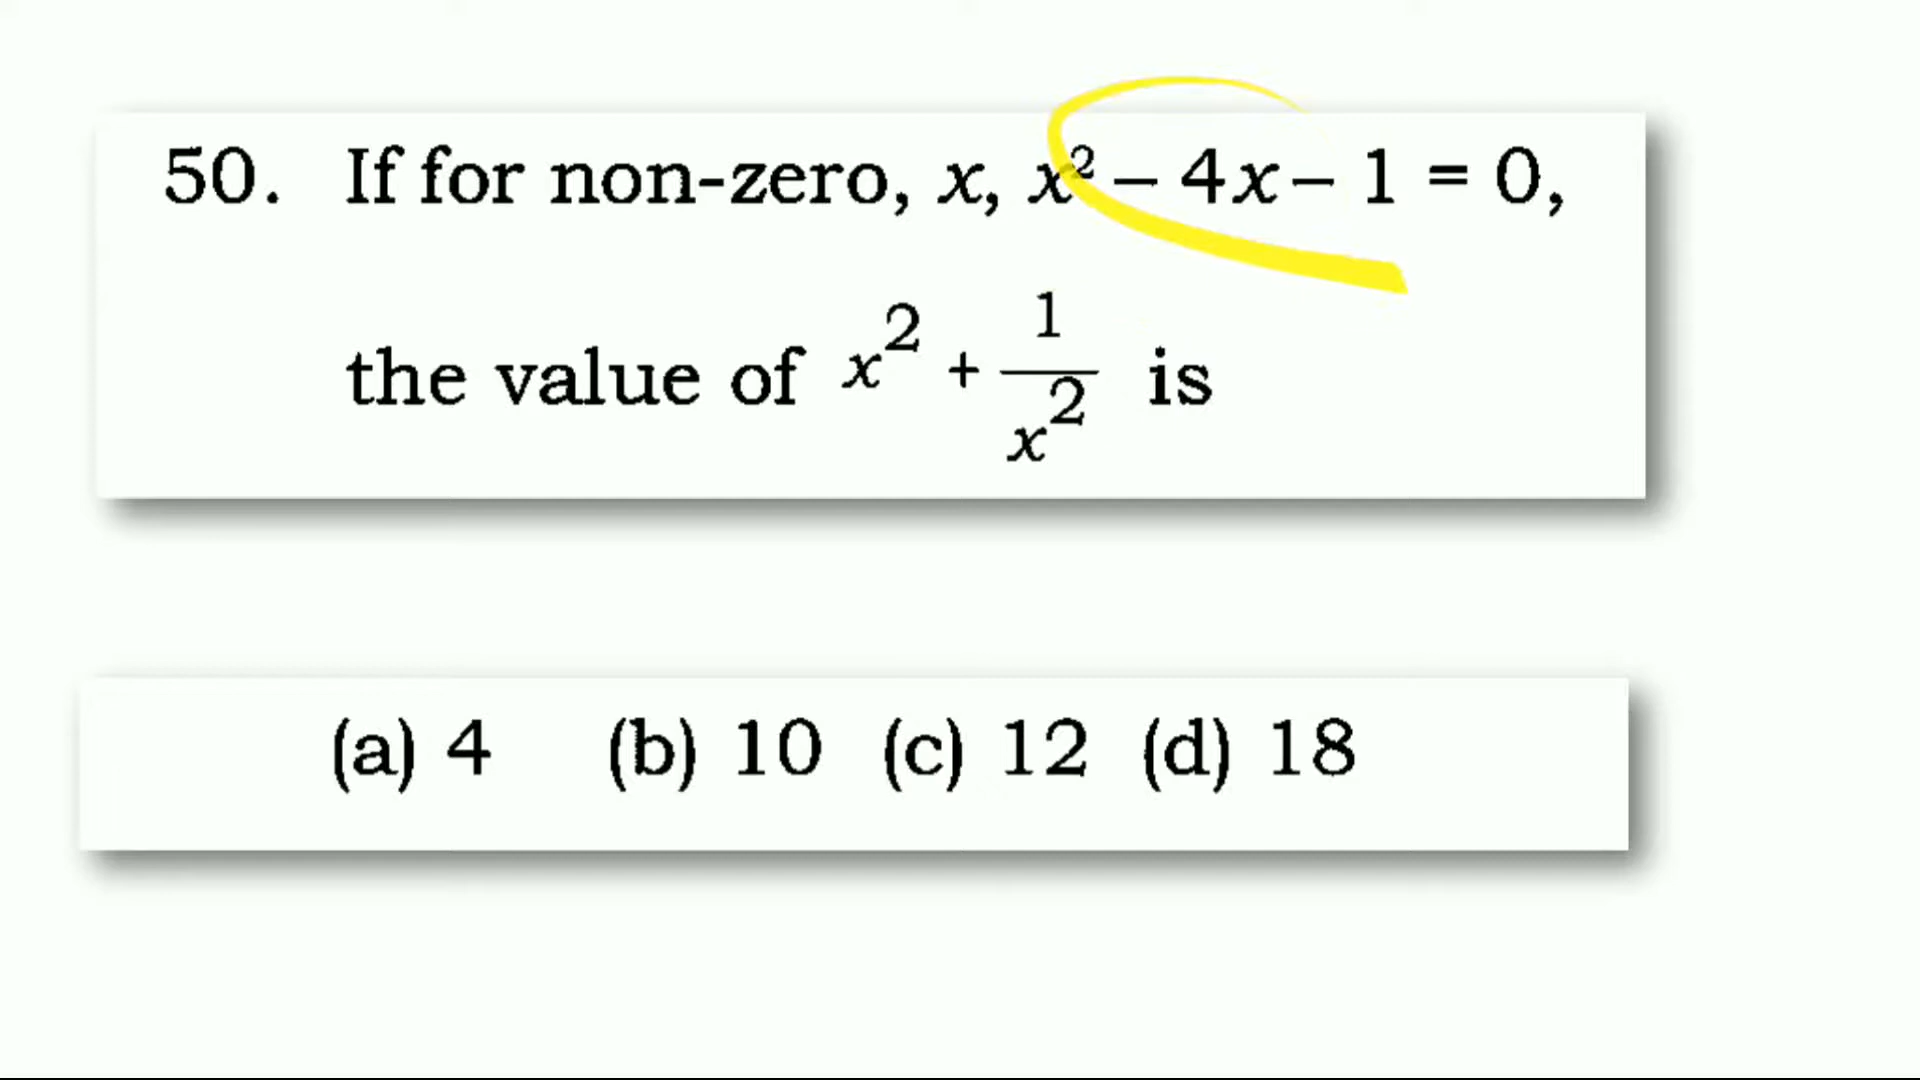 50. If for non-zero, x, x² – 4x – 1 = 0,
the value of x² + 1/x² is
(a) 4 (b) 10 (c) 12 (d) 18